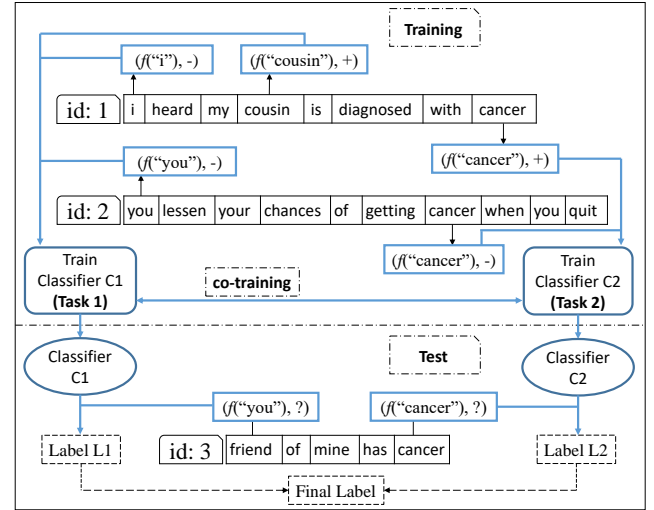 Training
(f(“i”), -)
(f(“cousin”), +)
id: 1 i heard my cousin is diagnosed with cancer
(f(“you”), -)
(f(“cancer”), +)
id: 2 you lessen your chances of getting cancer when you quit
(f(“cancer”), -)
Train
Classifier C1
(Task 1)
co-training
Train
Classifier C2
(Task 2)
Classifier
C1
Test
Classifier
C2
(f(“you”), ?)
(f(“cancer”), ?)
Label L1
id: 3 friend of mine has cancer
Label L2
Final Label